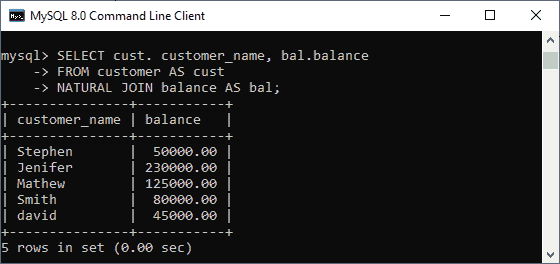 MySQL 8.0 Command Line Client
mysql> SELECT cust. customer_name, bal.balance
    -> FROM customer AS cust
    -> NATURAL JOIN balance AS bal;
+---------------+-----------+
| customer_name | balance   |
+---------------+-----------+
| Stephen       |  50000.00 |
| Jenifer       | 230000.00 |
| Mathew        | 125000.00 |
| Smith         |  80000.00 |
| david         |  45000.00 |
+---------------+-----------+
5 rows in set (0.00 sec)